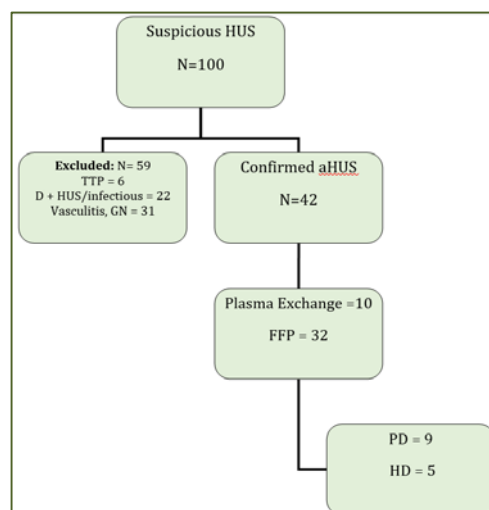 Suspicious HUS
N=100
Excluded: N= 59
TTP = 6
D + HUS/infectious = 22
Vasculitis, GN = 31
Confirmed aHUS
N=42
Plasma Exchange =10
FFP = 32
PD = 9
HD = 5